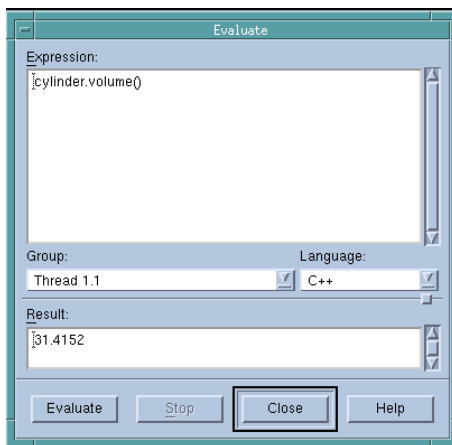 Evaluate
Expression:
cylinder.volume()
Group: Language:
Thread 1.1 C++
Result:
31.4152
Evaluate Stop Close Help